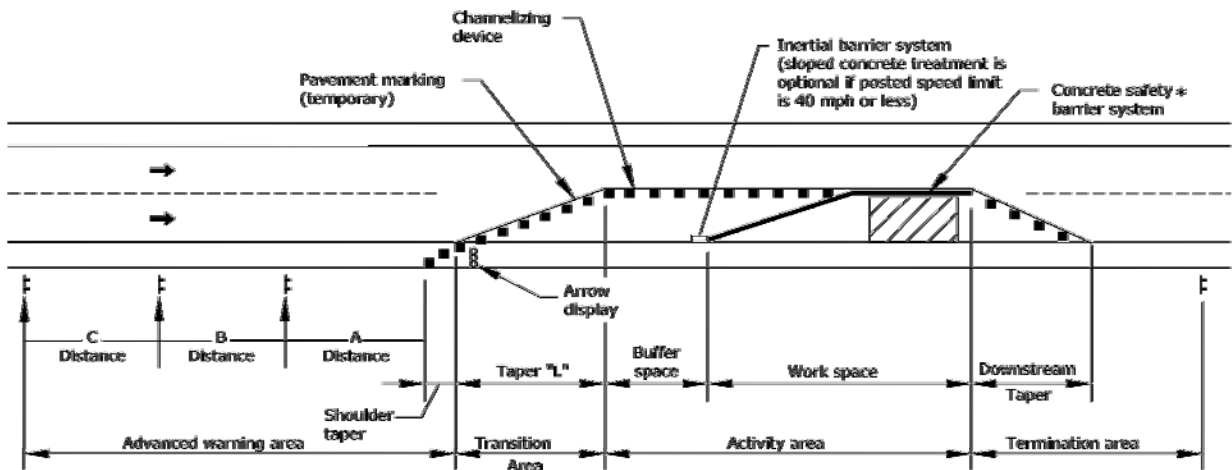 Channelizing
device
Inertial barrier system
(sloped concrete treatment is
optional if posted speed limit
is 40 mph or less)
Pavement marking
(temporary)
Concrete safety *
barrier system
Arrow
display
C
Distance
B
Distance
A
Distance
Buffer
space
Taper "L"
Work space
Downstream
Taper
Shoulder
taper
Advanced warning area
Transition
Area
Activity area
Termination area